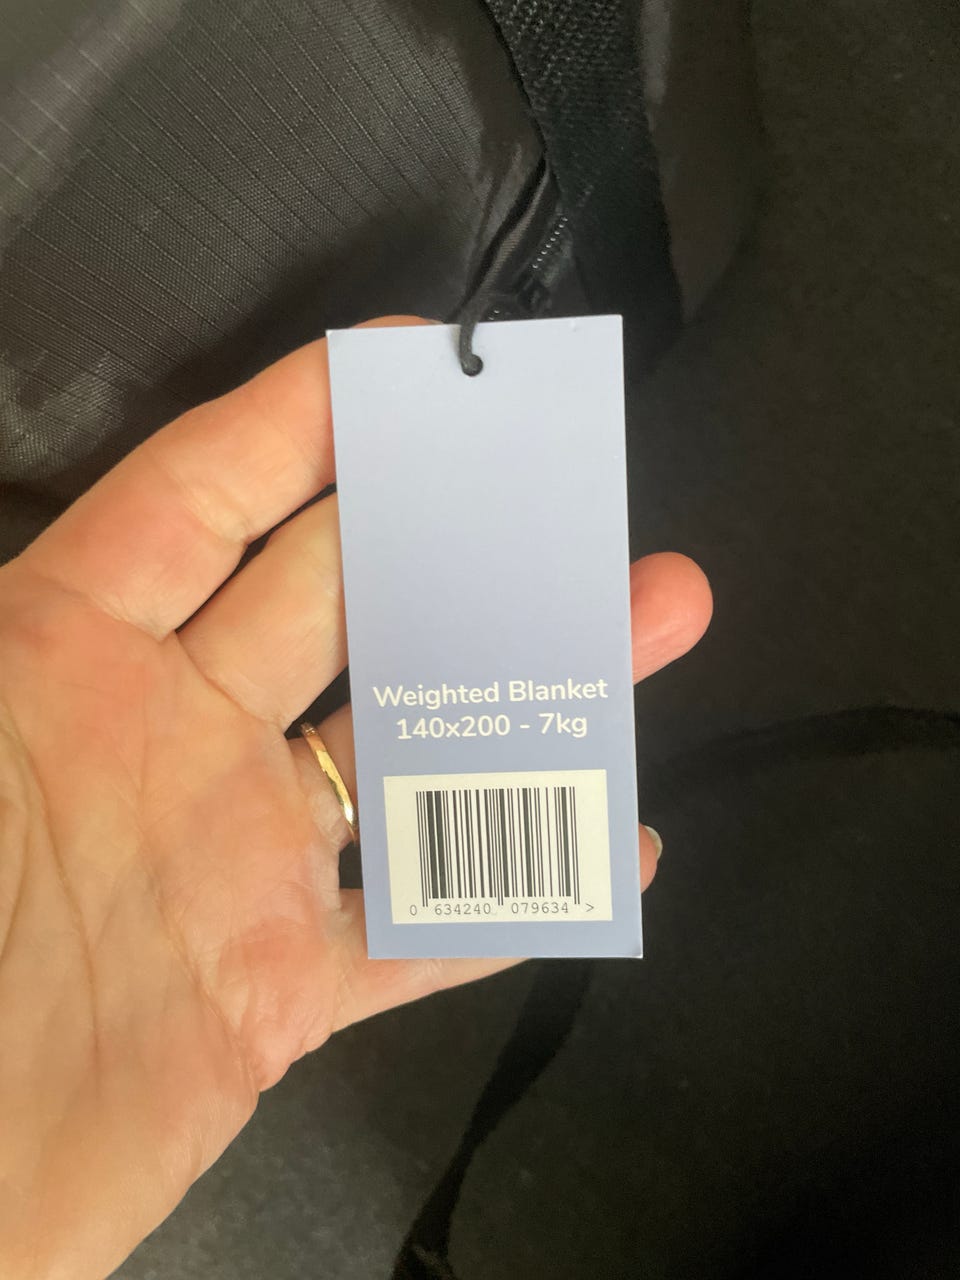 Weighted Blanket
140x200 - 7kg
0 634240 079634 >